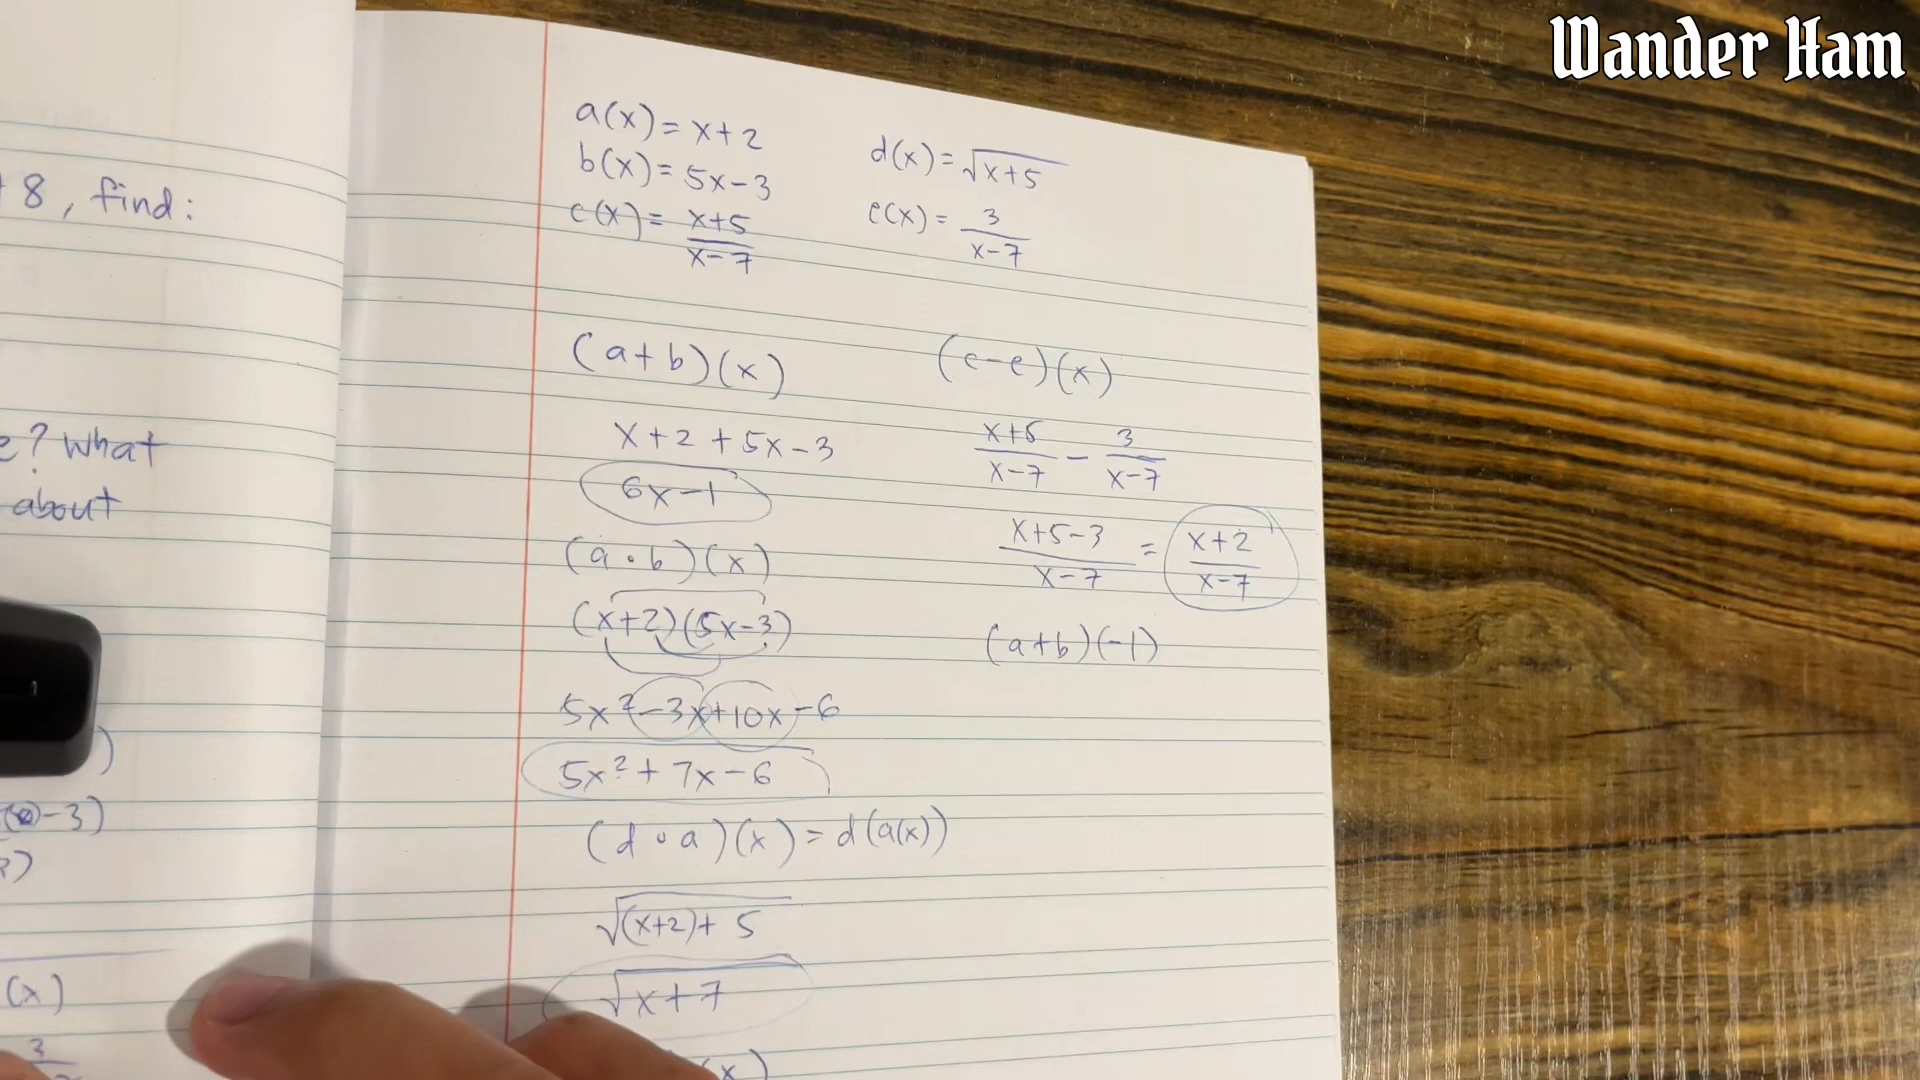 Wander Ham
8, find:
? What
about
-3)
(x)
3
a(x) = x+2
b(x) = 5x-3
c(x) = x+5
x-7
d(x) = √x+5
e(x) = 3
x-7
(a+b)(x)
x+2+5x-3
6x-1
(a•b)(x)
(x+2)(5x-3)
5x²-3x+10x-6
5x²+7x-6
(d∘a)(x) = d(a(x))
√(x+2)+5
√x+7
x)
(c-e)(x)
x+5 - 3
x-7 x-7
x+5-3 = x+2
x-7 x-7
(a+b)(-1)